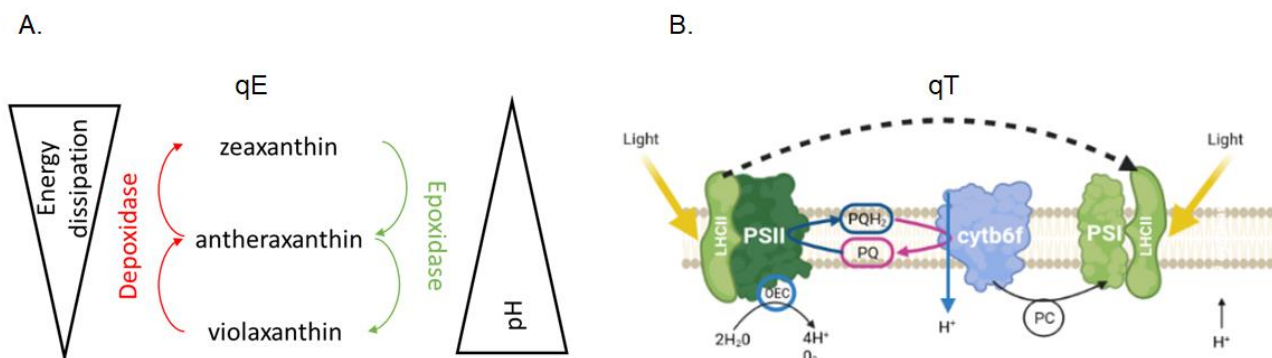 A.
B.
qE
qT
Energy
dissipation
Depoxidase
zeaxanthin
antheraxanthin
violaxanthin
Epoxidase
pH
Light
Light
LHCII
PSII
PQH₂
PQ
cytb6f
PSI
LHCII
OEC
2H₂0
4H⁺
H⁺
PC
H⁺